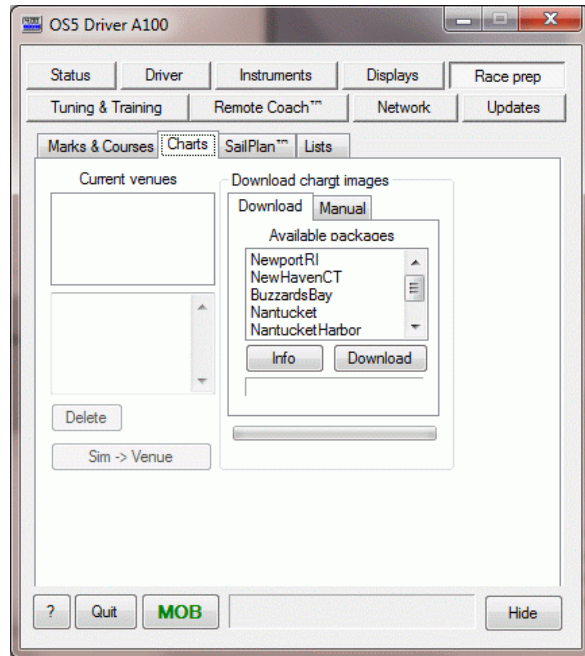 OS5 Driver A100
Status Driver Instruments Displays Race prep
Tuning & Training Remote Coach™ Network Updates
Marks & Courses Charts SailPlan™ Lists
Current venues
Download chargt images
Download Manual
Available packages
NewportRI
NewHavenCT
BuzzardsBay
Nantucket
NantucketHarbor
Info Download
Delete
Sim -> Venue
? Quit MOB Hide